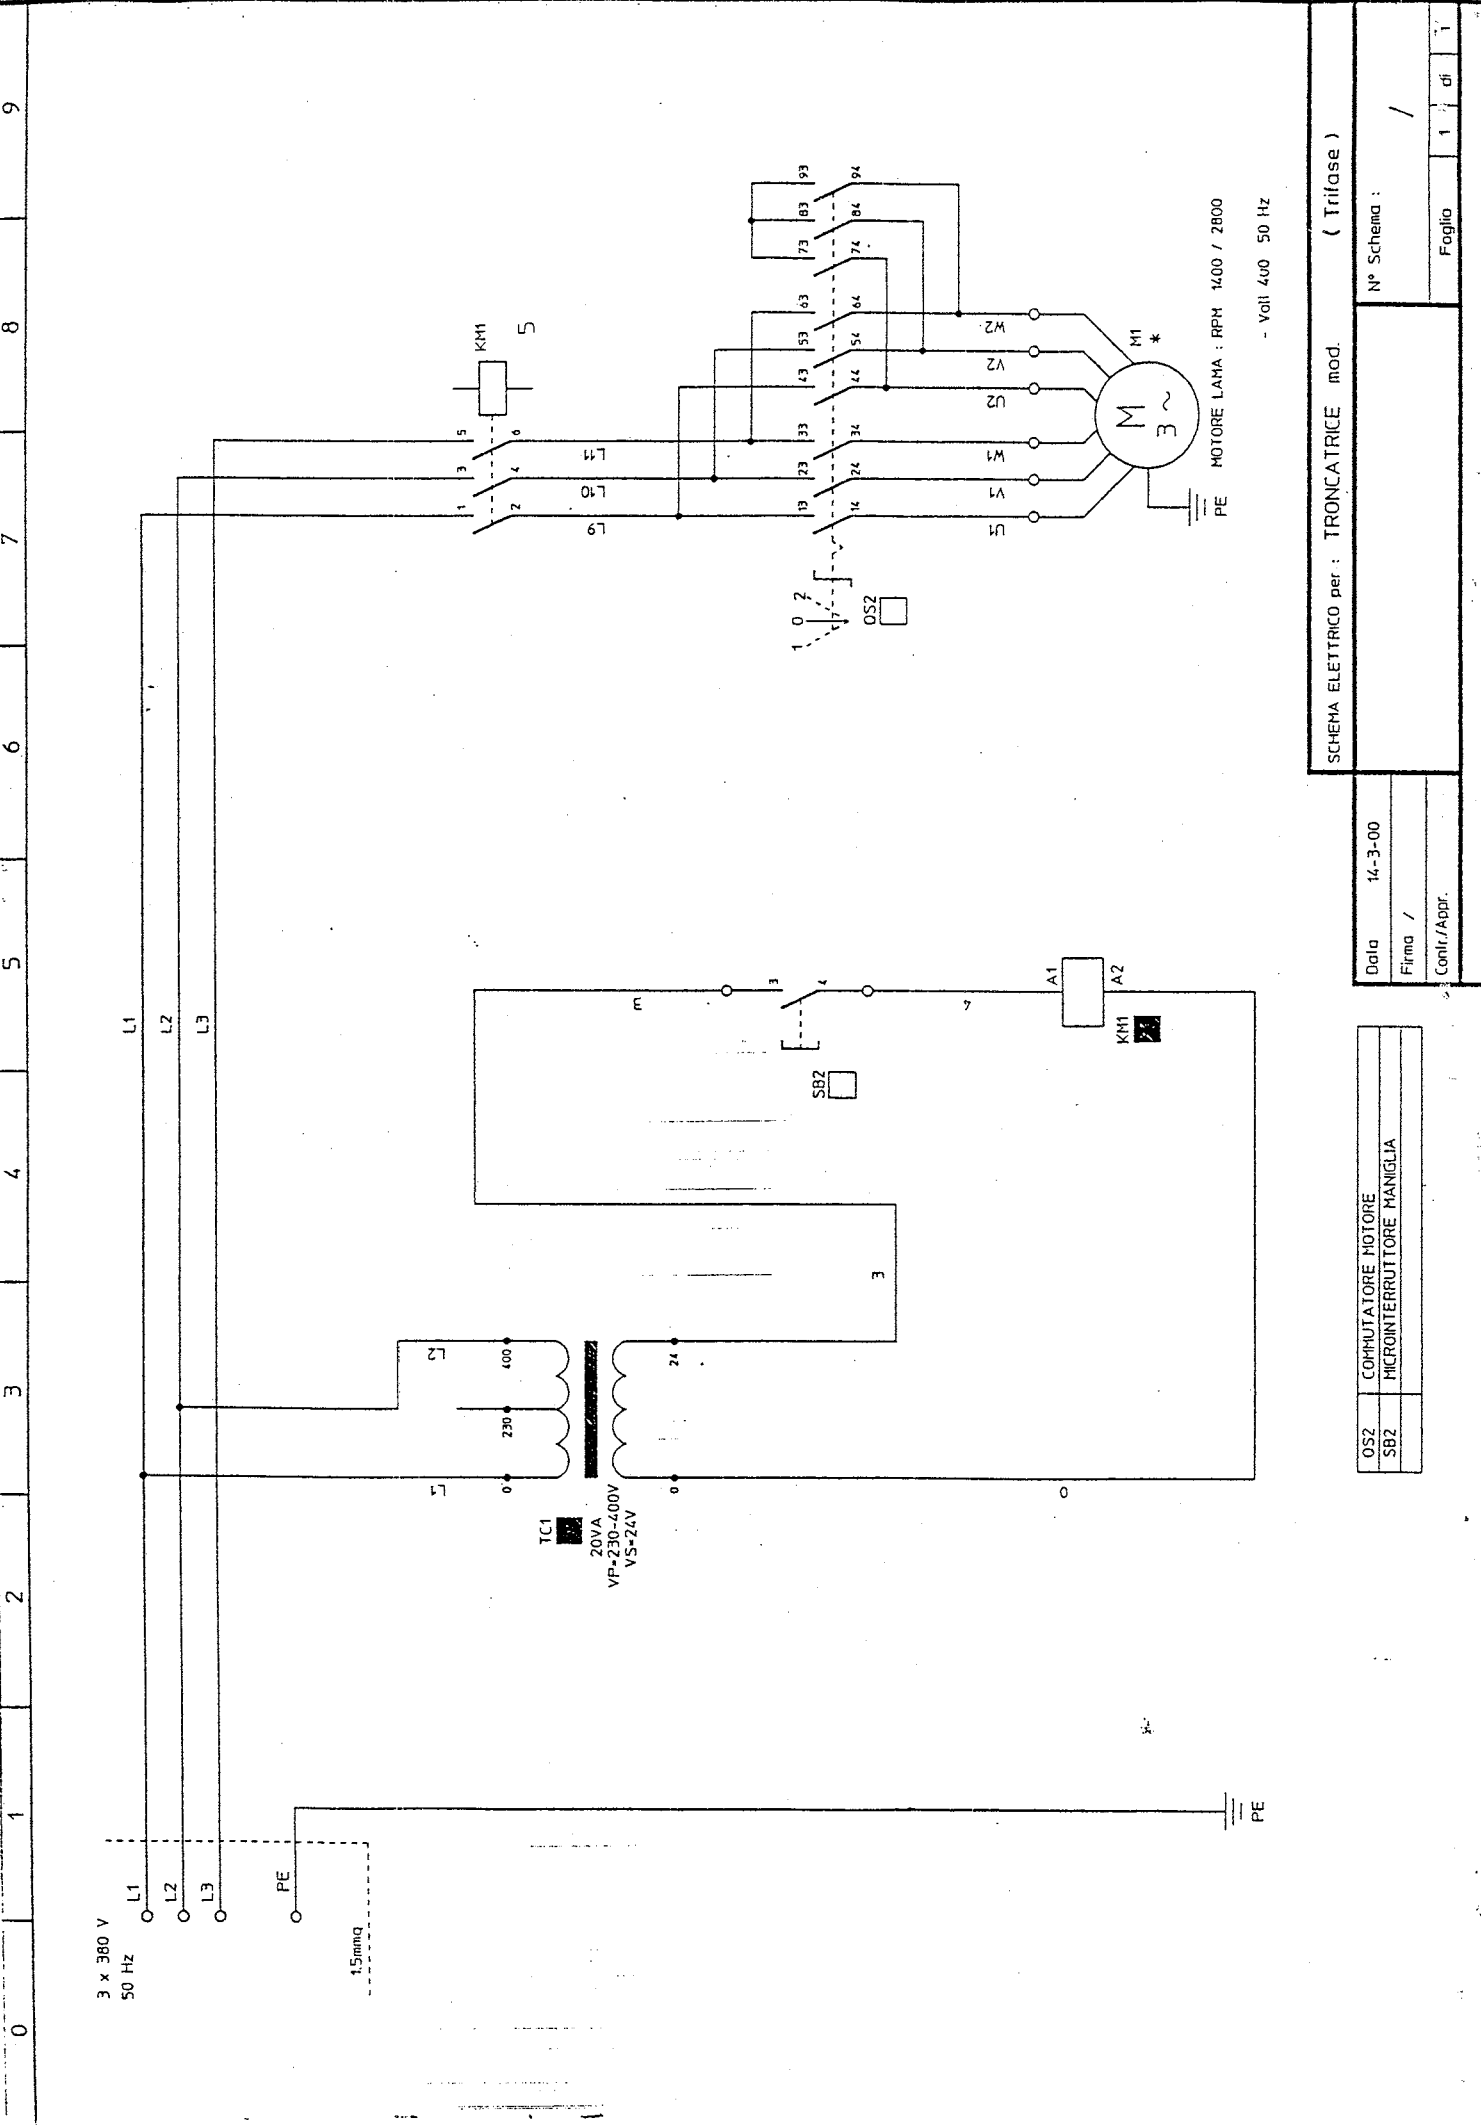 0 1 2 3 4 5 6 7 8 9
3 x 380 V
50 Hz
L1
L2
L3
PE
1.5mmq
PE
L1
L2
L3
L1
L2
0
230
400
TC1
20VA
VP=230-400V
VS=24V
0
24
3
0
3
3
4
SB2
4
A1
A2
KM1
1
3
5
2
4
6
KM1
5
L9
L10
L11
1 0 2
OS2
13
23
33
43
53
63
73
83
93
14
24
34
44
54
64
74
84
94
U1
V1
W1
U2
V2
W2
M
3 ~
M1
*
PE
MOTORE LAMA : RPM 1400 / 2800
- Volt 400 50 Hz
OS2 COMMUTATORE MOTORE
SB2 MICROINTERRUTTORE MANIGLIA
SCHEMA ELETTRICO per : TRONCATRICE mod. ( Trifase )
Data 14-3-00
Firma /
Contr./Appr.
N° Schema :
/
Foglio 1 di 1